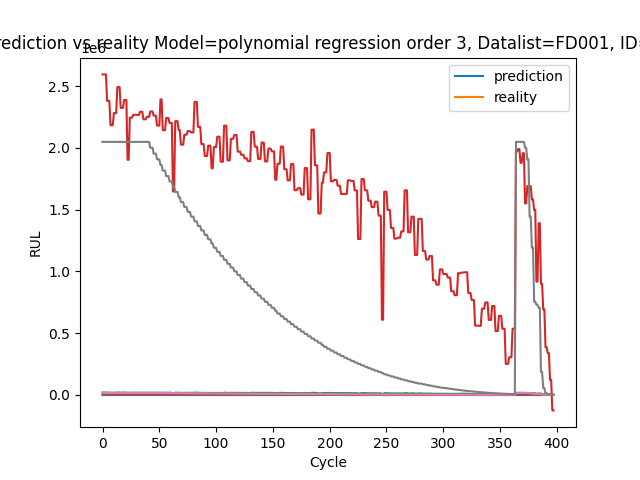 rediction vs reality Model=polynomial regression order 3, Datalist=FD001, ID=
1e6
prediction
reality
2.5
2.0
1.5
1.0
0.5
0.0
RUL
0 50 100 150 200 250 300 350 400
Cycle